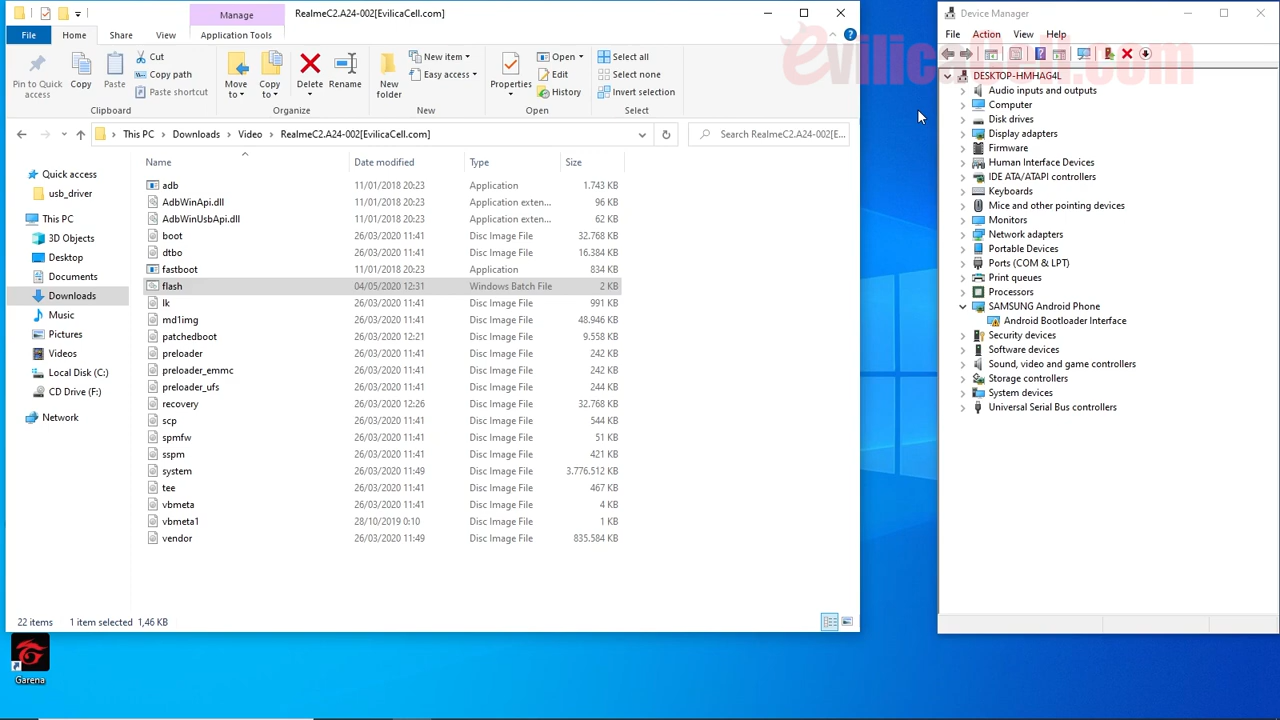 Manage
RealmeC2.A24-002[EvilicaCell.com]
File
Home
Share
View
Application Tools
Pin to Quick access
Copy
Paste
Cut
Copy path
Paste shortcut
Clipboard
Move to
Copy to
Delete
Rename
Organize
New folder
New item
Easy access
New
Properties
Open
Edit
History
Open
Select all
Select none
Invert selection
Select
This PC
Downloads
Video
RealmeC2.A24-002[EvilicaCell.com]
Search RealmeC2.A24-002[E...
Quick access
usb_driver
This PC
3D Objects
Desktop
Documents
Downloads
Music
Pictures
Videos
Local Disk (C:)
CD Drive (F:)
Network
Name Date modified Type Size
adb 11/01/2018 20:23 Application 1.743 KB
AdbWinApi.dll 11/01/2018 20:23 Application exten... 96 KB
AdbWinUsbApi.dll 11/01/2018 20:23 Application exten... 62 KB
boot 26/03/2020 11:41 Disc Image File 32.768 KB
dtbo 26/03/2020 11:41 Disc Image File 16.384 KB
fastboot 11/01/2018 20:23 Application 834 KB
flash 04/05/2020 12:31 Windows Batch File 2 KB
lk 26/03/2020 11:41 Disc Image File 991 KB
md1img 26/03/2020 11:41 Disc Image File 48.946 KB
patchedboot 26/03/2020 12:21 Disc Image File 9.558 KB
preloader 26/03/2020 11:41 Disc Image File 242 KB
preloader_emmc 26/03/2020 11:41 Disc Image File 242 KB
preloader_ufs 26/03/2020 11:41 Disc Image File 244 KB
recovery 26/03/2020 12:26 Disc Image File 32.768 KB
scp 26/03/2020 11:41 Disc Image File 544 KB
spmfw 26/03/2020 11:41 Disc Image File 51 KB
sspm 26/03/2020 11:41 Disc Image File 421 KB
system 26/03/2020 11:49 Disc Image File 3.776.512 KB
tee 26/03/2020 11:41 Disc Image File 467 KB
vbmeta 26/03/2020 11:41 Disc Image File 4 KB
vbmeta1 28/10/2019 0:10 Disc Image File 1 KB
vendor 26/03/2020 11:49 Disc Image File 835.584 KB
22 items 1 item selected 1,46 KB
Garena
Device Manager
File Action View Help
evilicacell.com
DESKTOP-HMHAG4L
Audio inputs and outputs
Computer
Disk drives
Display adapters
Firmware
Human Interface Devices
IDE ATA/ATAPI controllers
Keyboards
Mice and other pointing devices
Monitors
Network adapters
Portable Devices
Ports (COM & LPT)
Print queues
Processors
SAMSUNG Android Phone
Android Bootloader Interface
Security devices
Software devices
Sound, video and game controllers
Storage controllers
System devices
Universal Serial Bus controllers